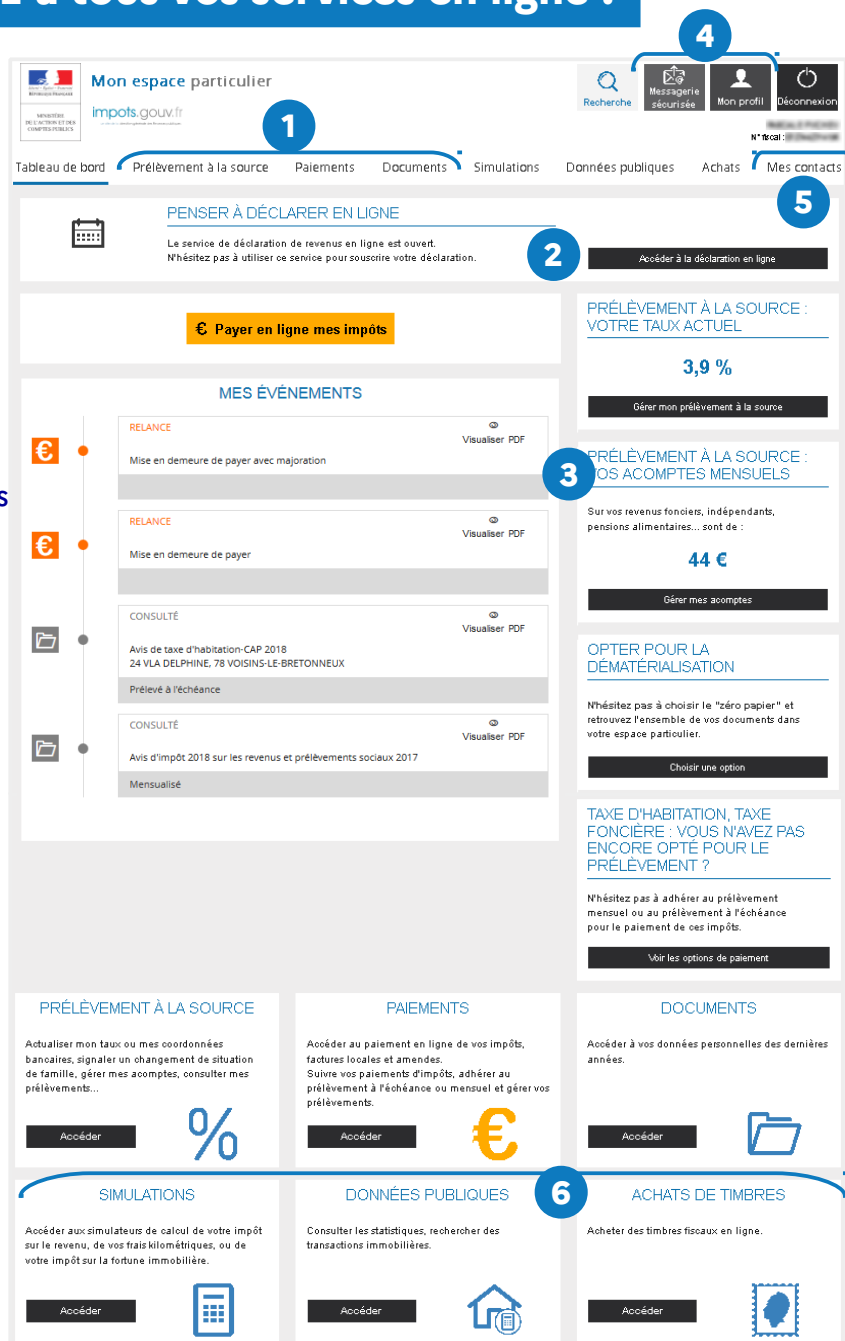 à tous vos services en ligne :
4
Mon espace particulier
impots.gouv.fr
RÉPUBLIQUE FRANÇAISE
MINISTÈRE
DE L'ACTION ET DES
COMPTES PUBLICS
Recherche
Messagerie
sécurisée
Mon profil
Déconnexion
N° fiscal :
1
Tableau de bord
Prélèvement à la source
Paiements
Documents
Simulations
Données publiques
Achats
Mes contacts
5
PENSER À DÉCLARER EN LIGNE
Le service de déclaration de revenus en ligne est ouvert.
N'hésitez pas à utiliser ce service pour souscrire votre déclaration.
2
Accéder à la déclaration en ligne
€ Payer en ligne mes impôts
PRÉLÈVEMENT À LA SOURCE :
VOTRE TAUX ACTUEL
3,9 %
Gérer mon prélèvement à la source
MES ÉVÉNEMENTS
€
RELANCE
Visualiser PDF
Mise en demeure de payer avec majoration
€
RELANCE
Visualiser PDF
Mise en demeure de payer
CONSULTÉ
Visualiser PDF
Avis de taxe d'habitation-CAP 2018
24 VLA DELPHINE, 78 VOISINS-LE-BRETONNEUX
Prélevé à l'échéance
CONSULTÉ
Visualiser PDF
Avis d'impôt 2018 sur les revenus et prélèvements sociaux 2017
Mensualisé
s
3
PRÉLÈVEMENT À LA SOURCE :
VOS ACOMPTES MENSUELS
Sur vos revenus fonciers, indépendants,
pensions alimentaires... sont de :
44 €
Gérer mes acomptes
OPTER POUR LA
DÉMATÉRIALISATION
N'hésitez pas à choisir le "zéro papier" et
retrouvez l'ensemble de vos documents dans
votre espace particulier.
Choisir une option
TAXE D'HABITATION, TAXE
FONCIÈRE : VOUS N'AVEZ PAS
ENCORE OPTÉ POUR LE
PRÉLÈVEMENT ?
N'hésitez pas à adhérer au prélèvement
mensuel ou au prélèvement à l'échéance
pour le paiement de ces impôts.
Voir les options de paiement
PRÉLÈVEMENT À LA SOURCE
Actualiser mon taux ou mes coordonnées
bancaires, signaler un changement de situation
de famille, gérer mes acomptes, consulter mes
prélèvements...
Accéder
%
PAIEMENTS
Accéder au paiement en ligne de vos impôts,
factures locales et amendes.
Suivre vos paiements d'impôts, adhérer au
prélèvement à l'échéance ou mensuel et gérer vos
prélèvements.
Accéder
€
DOCUMENTS
Accéder à vos données personnelles des dernières
années.
Accéder
6
SIMULATIONS
Accéder aux simulateurs de calcul de votre impôt
sur le revenu, de vos frais kilométriques, ou de
votre impôt sur la fortune immobilière.
Accéder
DONNÉES PUBLIQUES
Consulter les statistiques, rechercher des
transactions immobilières.
Accéder
ACHATS DE TIMBRES
Acheter des timbres fiscaux en ligne.
Accéder